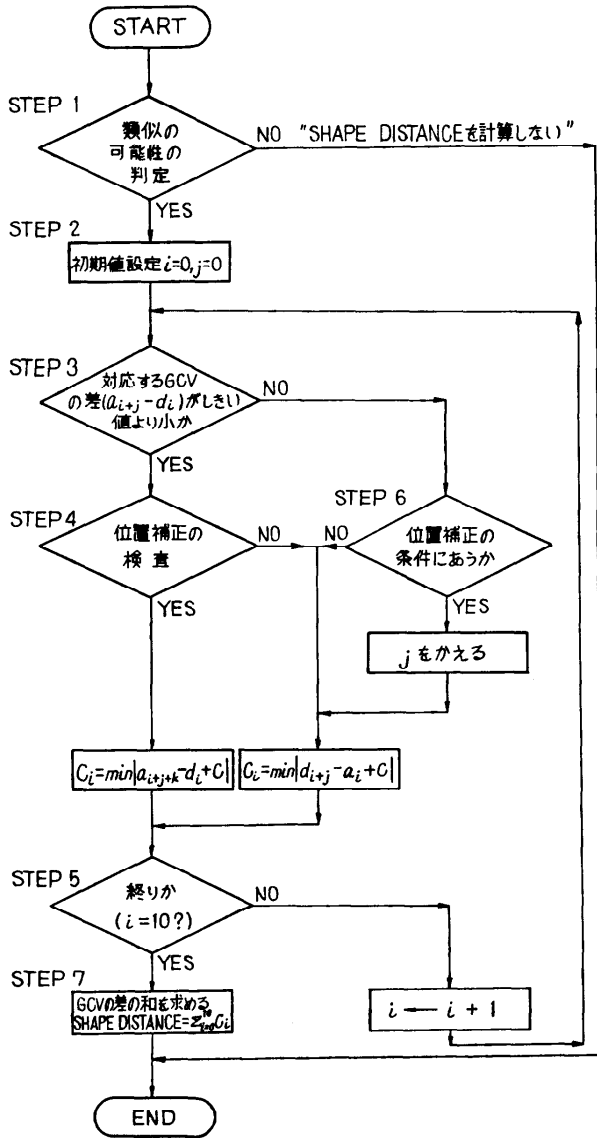 START
STEP 1
類似の
可能性の
判定
NO "SHAPE DISTANCEを計算しない"
YES
STEP 2
初期値設定 i=0, j=0
STEP 3
対応するGCV
の差(a_{i+j} - d_i)がしきい
値より小か
NO
YES
STEP 4
位置補正の
検査
NO
YES
STEP 6
位置補正の
条件にあうか
NO
YES
jをかえる
C_i=min|a_{i+j+k}-d_i+C|
C_i=min|d_{i+j}-a_i+C|
STEP 5
終りか
(i=10?)
NO
YES
STEP 7
GCVの差の和を求める
SHAPE DISTANCE=Σ_{i=0}^{10}C_i
i ← i + 1
END